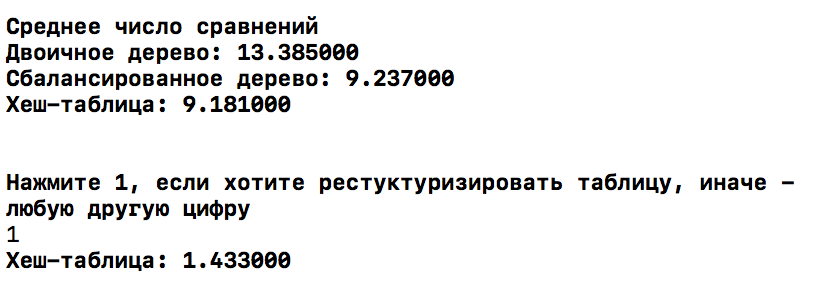 Среднее число сравнений
Двоичное дерево: 13.385000
Сбалансированное дерево: 9.237000
Хеш-таблица: 9.181000
Нажмите 1, если хотите рестуктуризировать таблицу, иначе -
любую другую цифру
1
Хеш-таблица: 1.433000